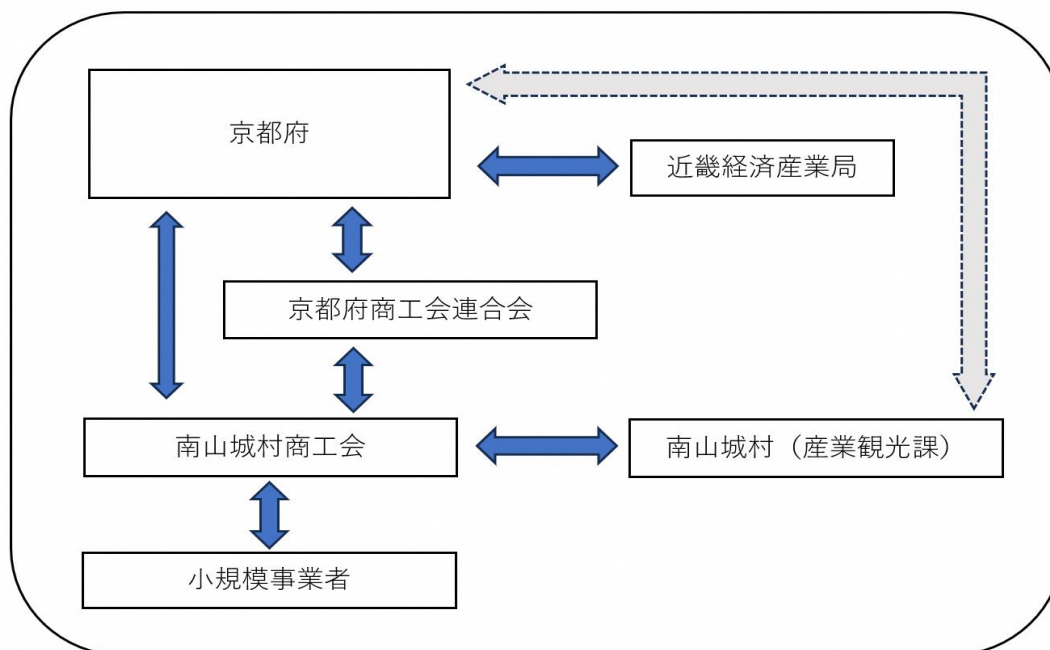 京都府
近畿経済産業局
京都府商工会連合会
南山城村商工会
南山城村（産業観光課）
小規模事業者